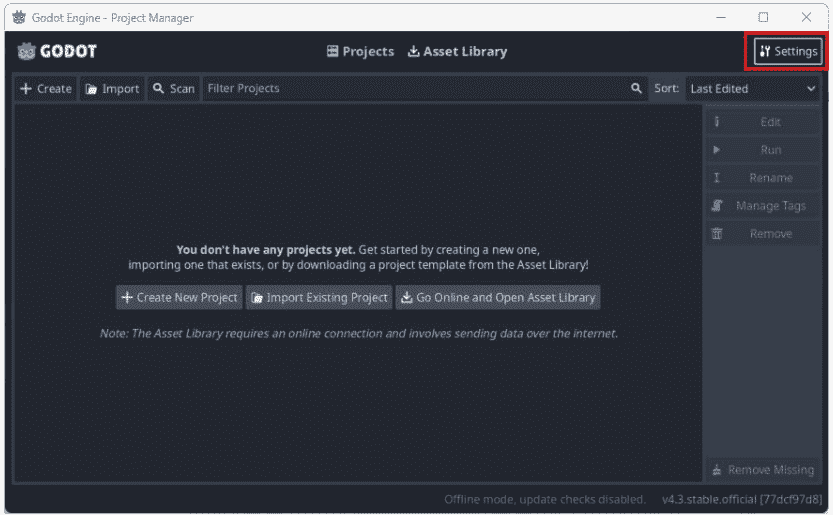 Godot Engine - Project Manager
GODOT
Projects
Asset Library
Settings
Create
Import
Scan
Filter Projects
Sort:
Last Edited
Edit
Run
Rename
Manage Tags
Remove
You don't have any projects yet. Get started by creating a new one,
importing one that exists, or by downloading a project template from the Asset Library!
Create New Project
Import Existing Project
Go Online and Open Asset Library
Note: The Asset Library requires an online connection and involves sending data over the internet.
Remove Missing
Offline mode, update checks disabled.
v4.3.stable.official [77dcf97d8]